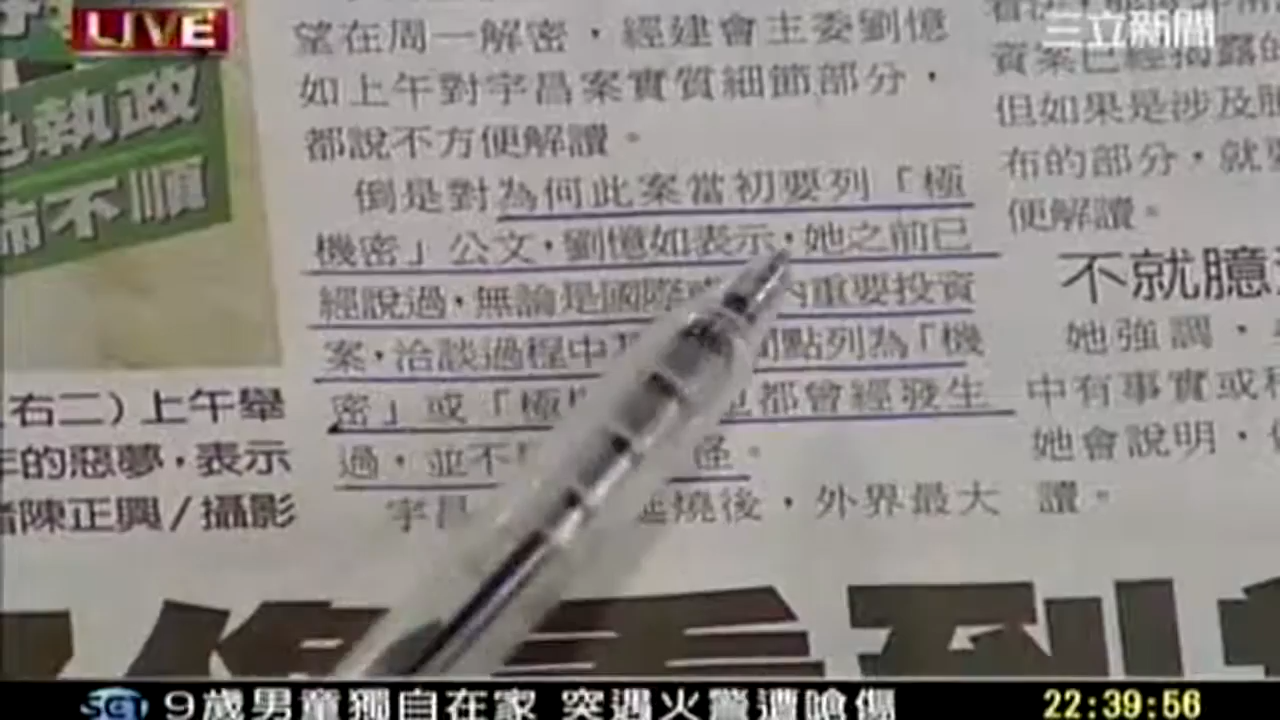 LIVE
三立新聞
執政
不順
望在周一解密，經建會主委劉憶
如上午對宇昌案實質細節部分，
都說不方便解讀。
倒是對為何此案當初要列「極
機密」公文，劉憶如表示，她之前已
經說過，無論是國際 內重要投資
案，洽談過程中 間點列為「機
密」或「極 也都曾經發生
過，並不 怪。
宇昌 延燒後，外界最大
右二）上午舉
的惡夢，表示
陳正興／攝影
資案已經揭露的
但如果是涉及
布的部分，就
便解讀。
不就臆
她強調，
中有事實或
她會說明，
讀。
9歲男童獨自在家 突遇火警遭嗆傷
22:39:56